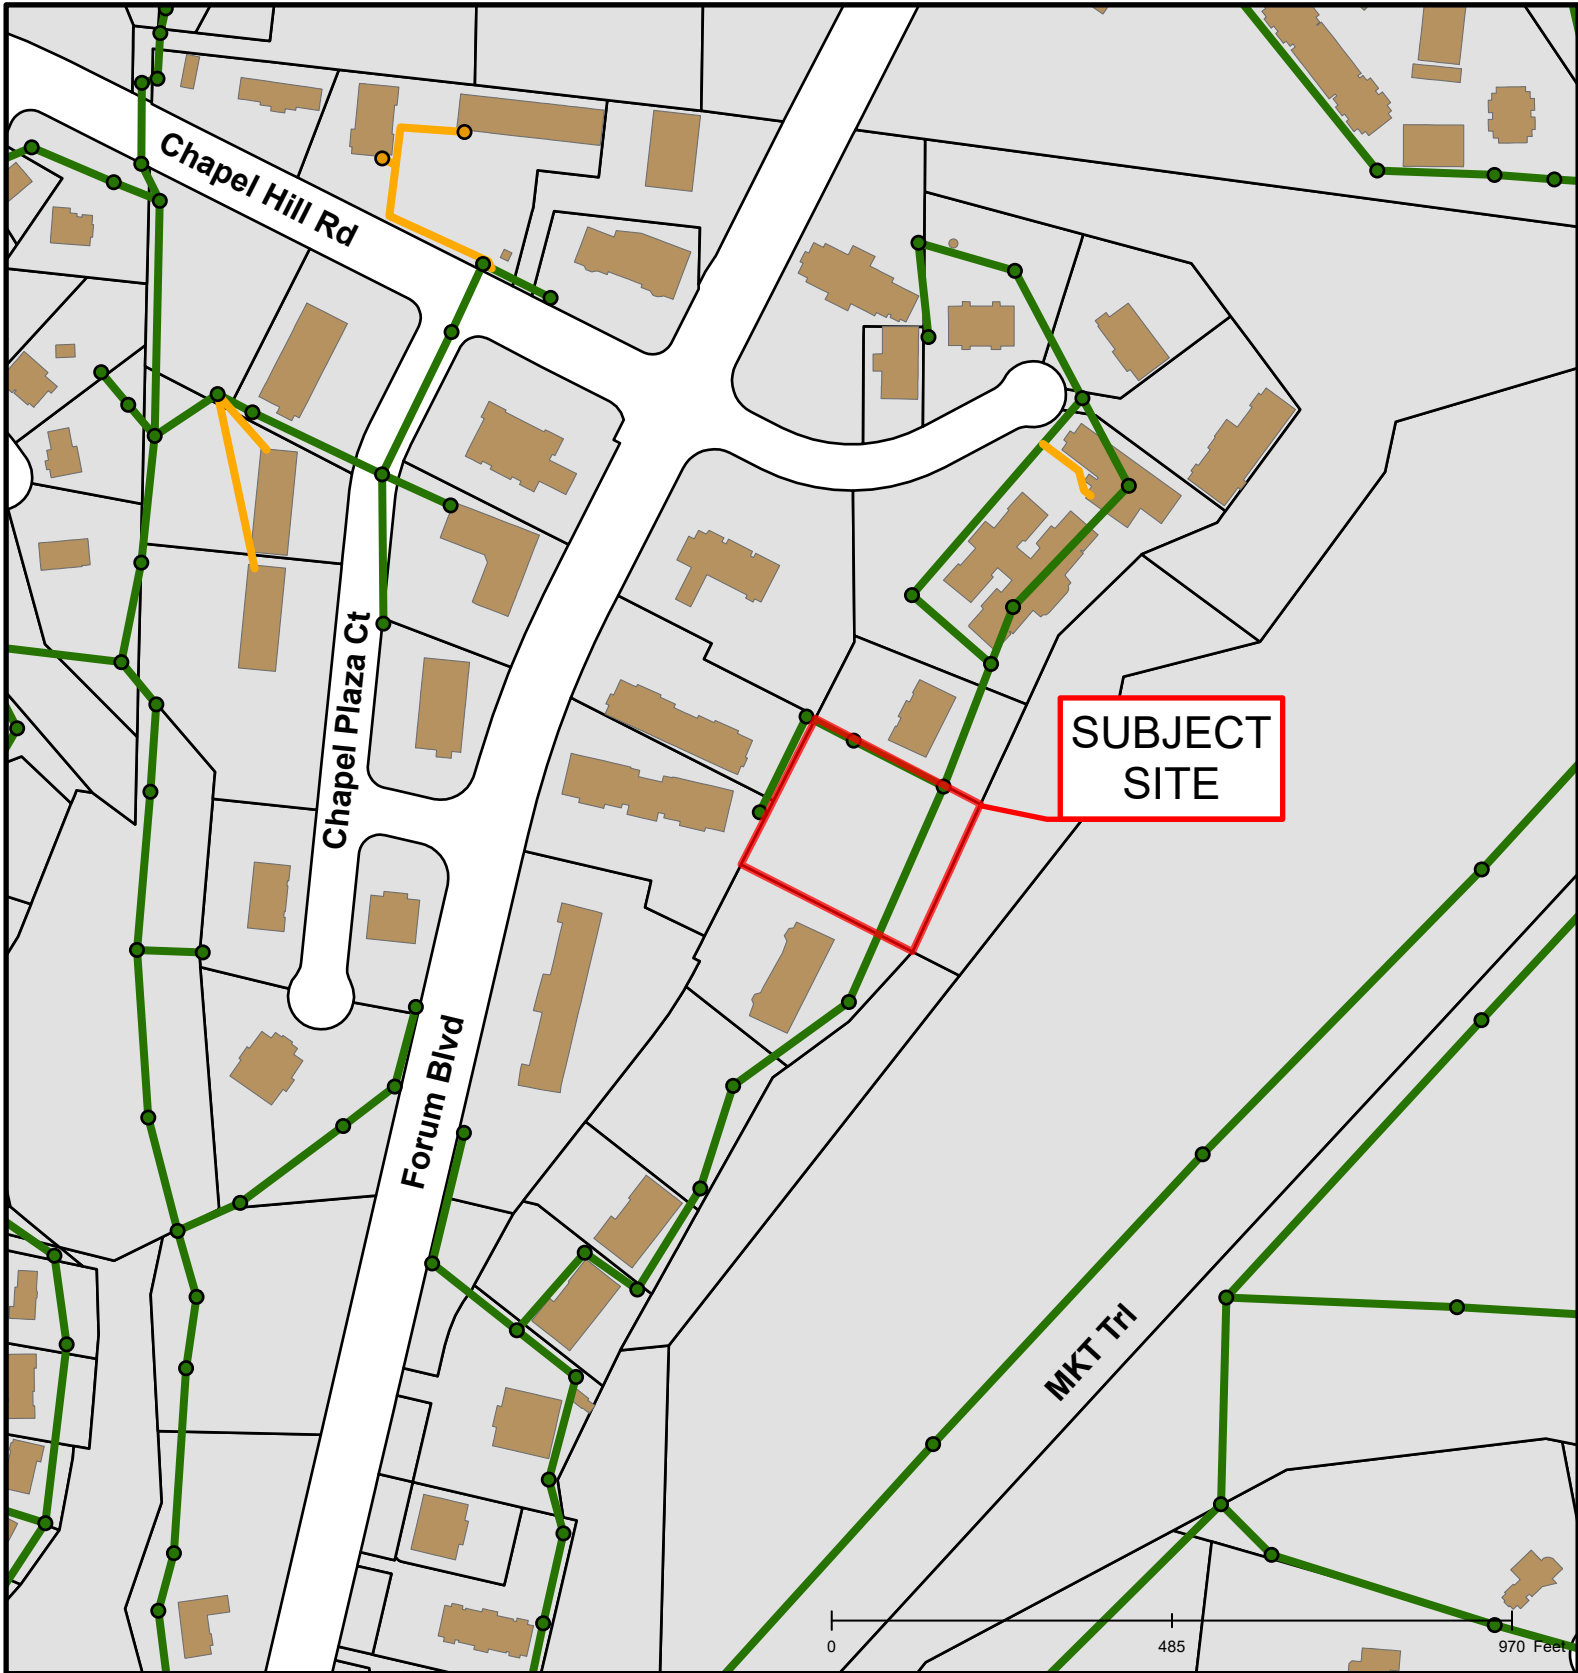 Chapel Hill Rd
Chapel Plaza Ct
SUBJECT
SITE
Forum Blvd
MKT Trl
0 485 970 Feet